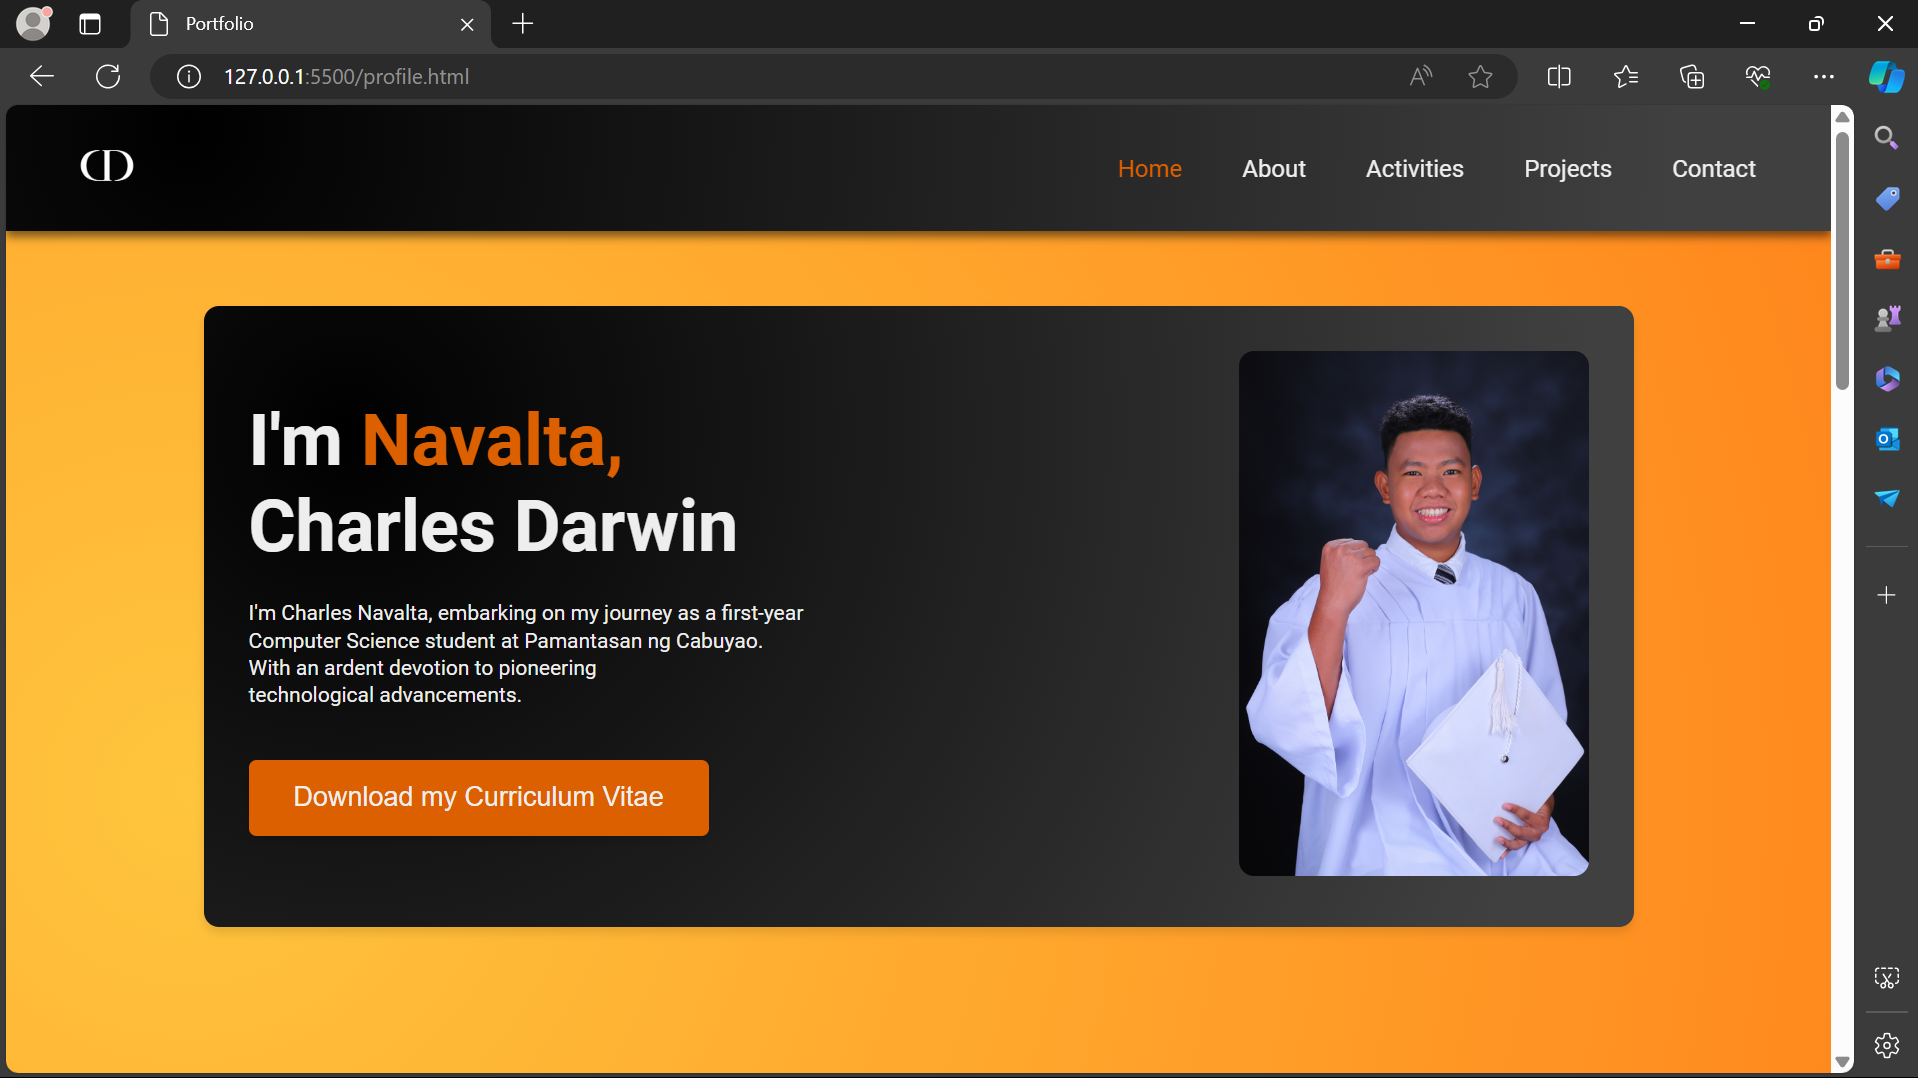 Portfolio
127.0.0.1:5500/profile.html
Home About Activities Projects Contact
I'm Navalta,
Charles Darwin
I'm Charles Navalta, embarking on my journey as a first-year
Computer Science student at Pamantasan ng Cabuyao.
With an ardent devotion to pioneering
technological advancements.
Download my Curriculum Vitae